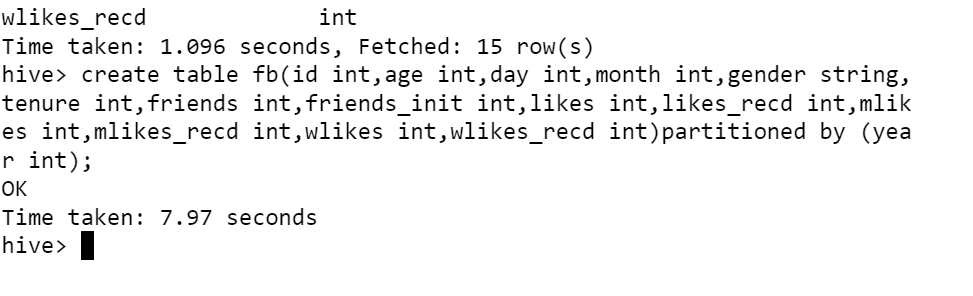 wlikes_recd             int
Time taken: 1.096 seconds, Fetched: 15 row(s)
hive> create table fb(id int,age int,day int,month int,gender string,
tenure int,friends int,friends_init int,likes int,likes_recd int,mlik
es int,mlikes_recd int,wlikes int,wlikes_recd int)partitioned by (yea
r int);
OK
Time taken: 7.97 seconds
hive>